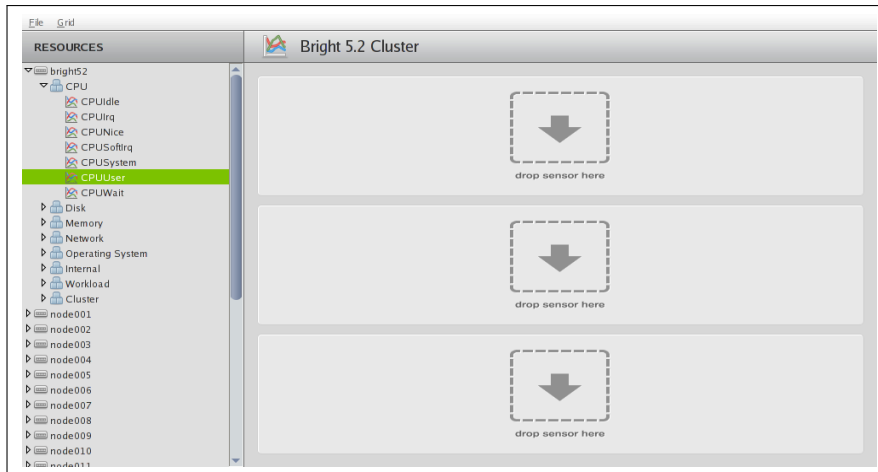 File Grid
RESOURCES
Bright 5.2 Cluster
bright52
CPU
CPUIdle
CPUIrq
CPUNice
CPUSoftIrq
CPUSystem
CPUUser
CPUWait
Disk
Memory
Network
Operating System
Internal
Workload
Cluster
node001
node002
node003
node004
node005
node006
node007
node008
node009
node010
node011
drop sensor here
drop sensor here
drop sensor here